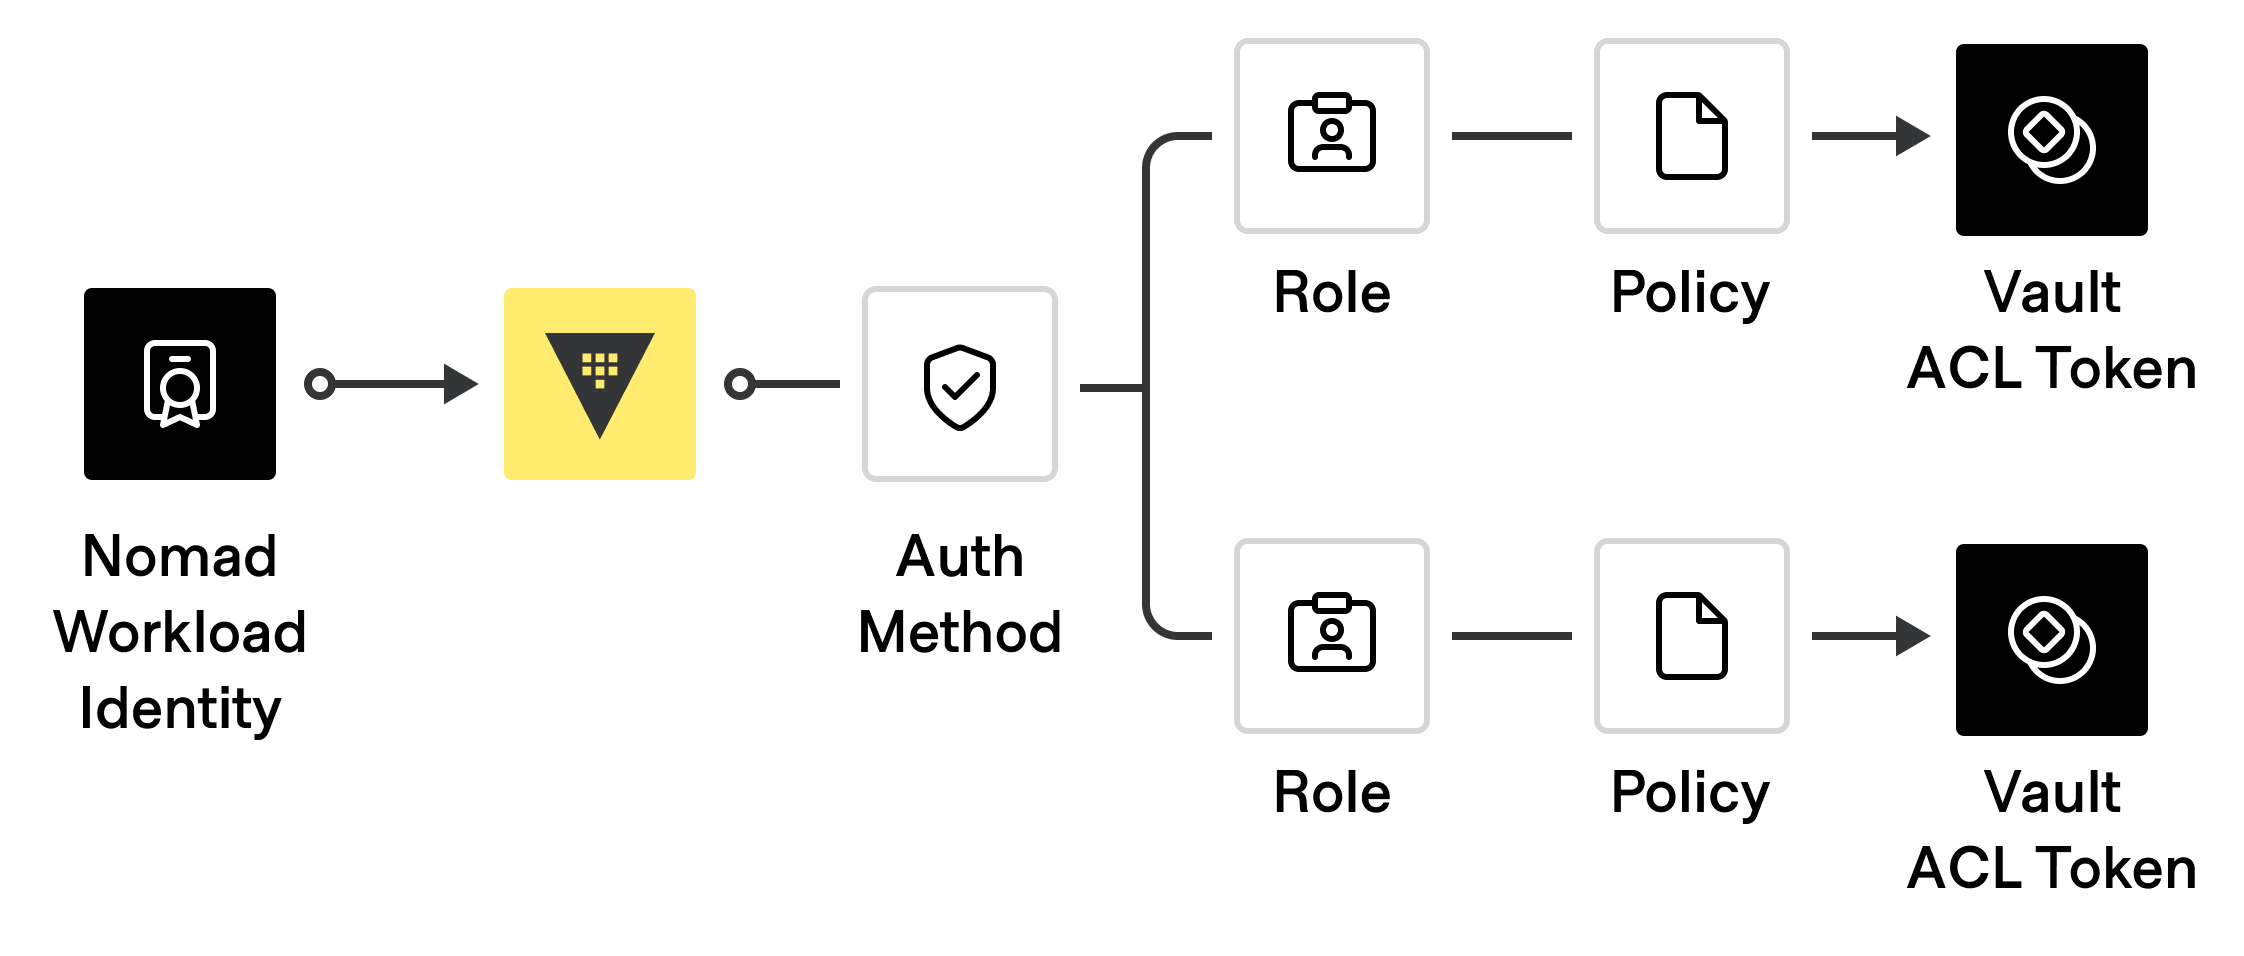 Role
Policy
Vault
ACL Token
Nomad
Workload
Identity
Auth
Method
Role
Policy
Vault
ACL Token